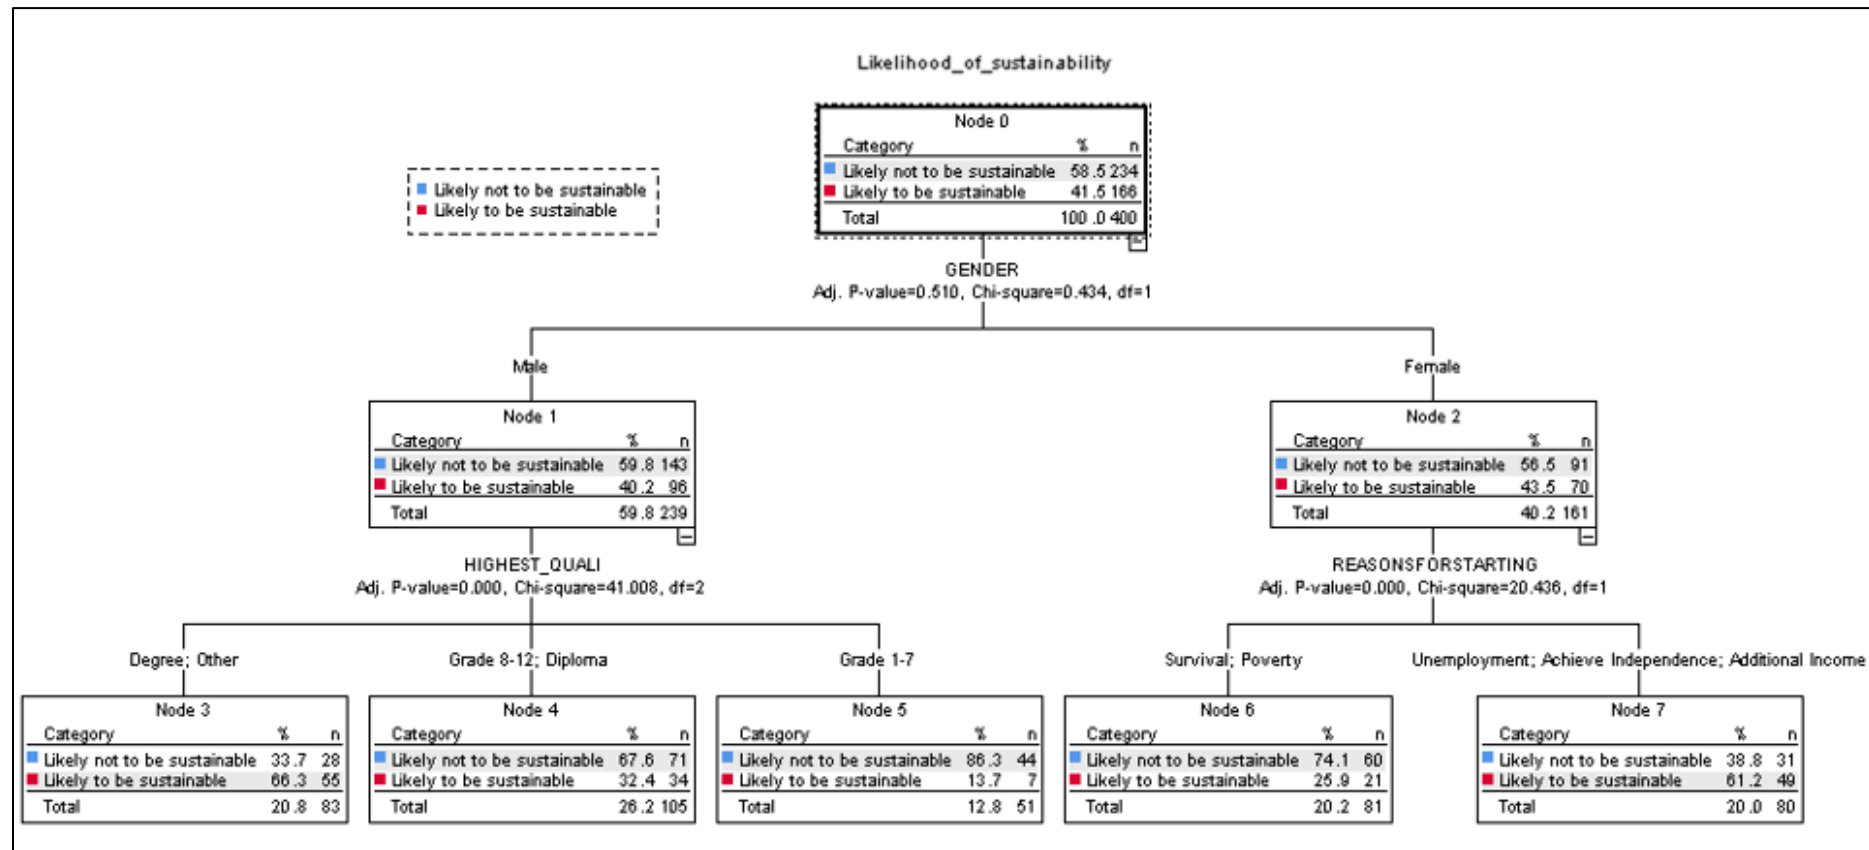 Likelihood_of_sustainability
Node 0
Category % n
Likely not to be sustainable 58.5 234
Likely to be sustainable 41.5 166
Total 100.0 400
Likely not to be sustainable
Likely to be sustainable
GENDER
Adj. P-value=0.510, Chi-square=0.434, df=1
Male
Female
Node 1
Category % n
Likely not to be sustainable 59.8 143
Likely to be sustainable 40.2 96
Total 59.8 239
Node 2
Category % n
Likely not to be sustainable 56.5 91
Likely to be sustainable 43.5 70
Total 40.2 161
HIGHEST_QUALI
Adj. P-value=0.000, Chi-square=41.008, df=2
REASONSFORSTARTING
Adj. P-value=0.000, Chi-square=20.436, df=1
Degree; Other
Grade 8-12; Diploma
Grade 1-7
Survival; Poverty
Unemployment; Achieve Independence; Additional Income
Node 3
Category % n
Likely not to be sustainable 33.7 28
Likely to be sustainable 66.3 55
Total 20.8 83
Node 4
Category % n
Likely not to be sustainable 67.6 71
Likely to be sustainable 32.4 34
Total 26.2 105
Node 5
Category % n
Likely not to be sustainable 86.3 44
Likely to be sustainable 13.7 7
Total 12.8 51
Node 6
Category % n
Likely not to be sustainable 74.1 60
Likely to be sustainable 25.9 21
Total 20.2 81
Node 7
Category % n
Likely not to be sustainable 38.8 31
Likely to be sustainable 61.2 49
Total 20.0 80